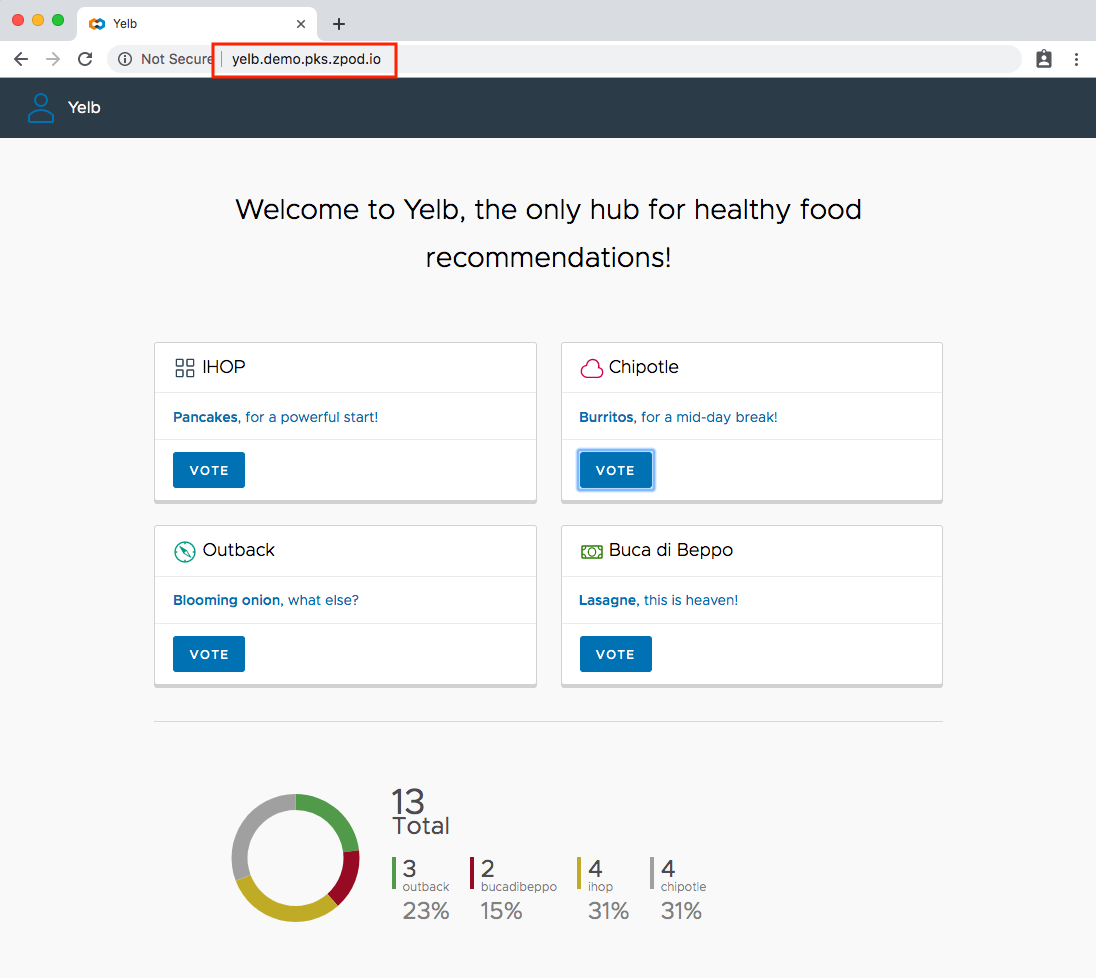 Yelb
Not Secure yelb.demo.pks.zpod.io
Yelb
Welcome to Yelb, the only hub for healthy food
recommendations!
IHOP
Pancakes, for a powerful start!
VOTE
Chipotle
Burritos, for a mid-day break!
VOTE
Outback
Blooming onion, what else?
VOTE
Buca di Beppo
Lasagne, this is heaven!
VOTE
13
Total
3
outback
23%
2
bucadibeppo
15%
4
ihop
31%
4
chipotle
31%